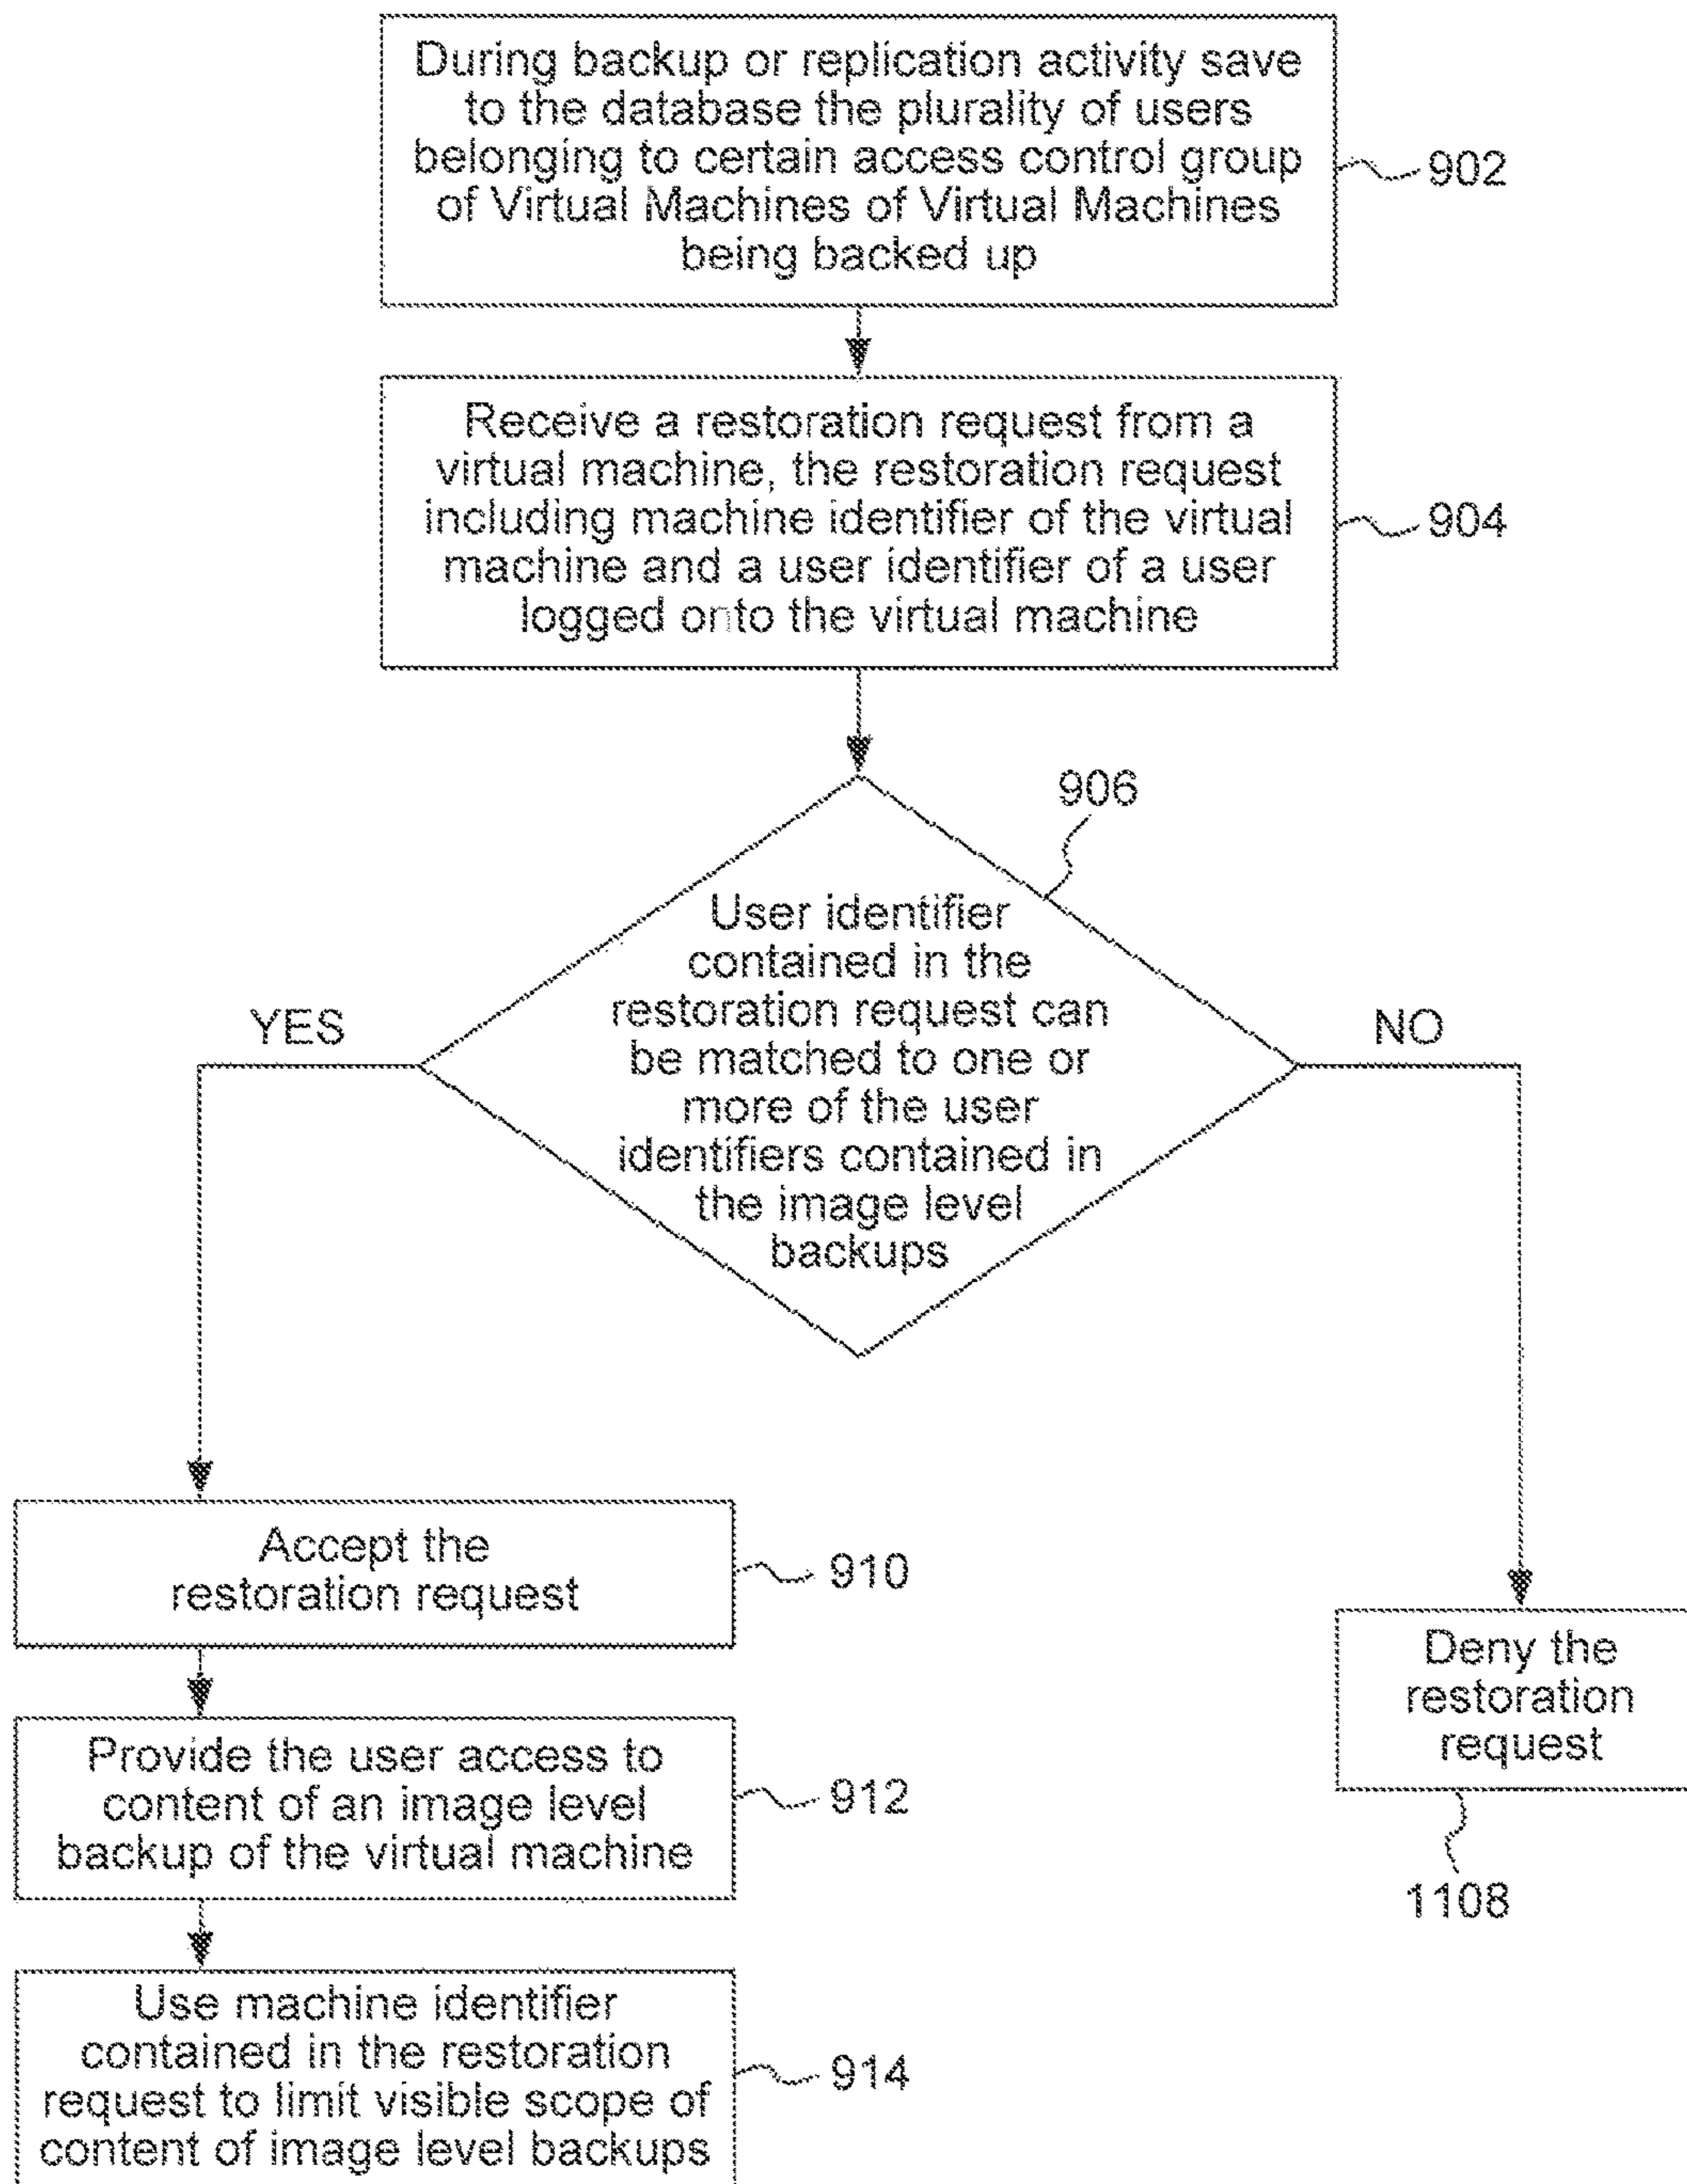 During backup or replication activity save
to the database the plurality of users
belonging to certain access control group
of Virtual Machines of Virtual Machines
being backed up
902
Receive a restoration request from a
virtual machine, the restoration request
including machine identifier of the virtual
machine and a user identifier of a user
logged onto the virtual machine
904
906
User identifier
contained in the
restoration request can
be matched to one or
more of the user
identifiers contained in
the image level
backups
YES
NO
Accept the
restoration request
910
Provide the user access to
content of an image level
backup of the virtual machine
912
Deny the
restoration
request
1108
Use machine identifier
contained in the restoration
request to limit visible scope of
content of image level backups
914